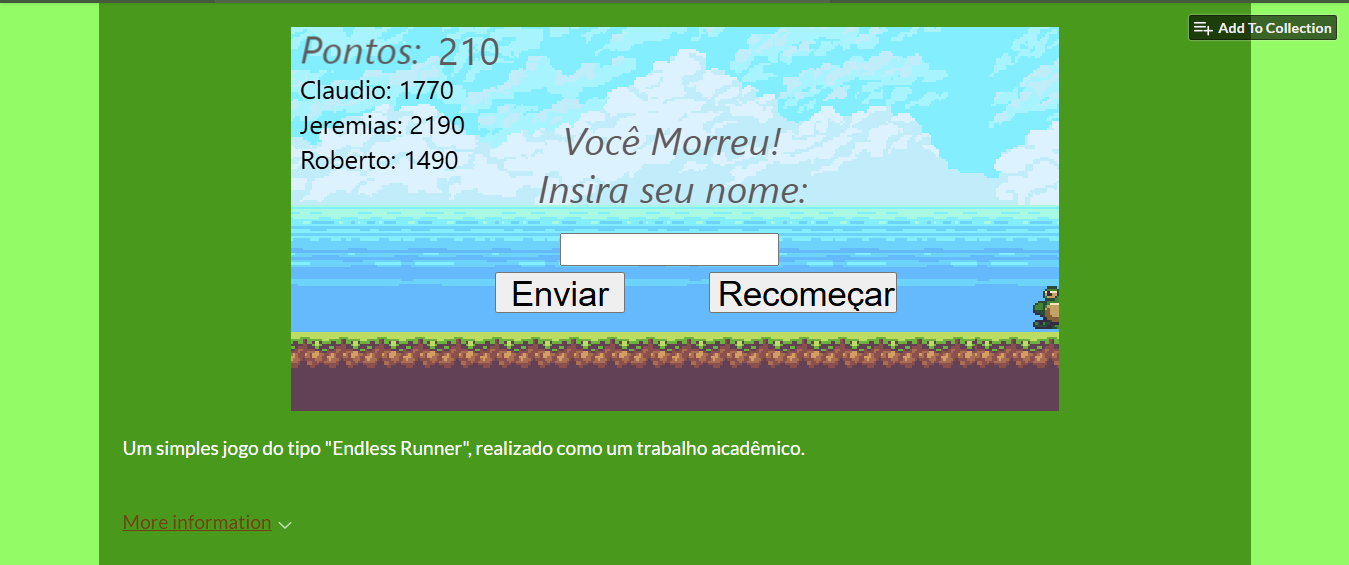 Add To Collection
Pontos: 210
Claudio: 1770
Jeremias: 2190
Roberto: 1490
Você Morreu!
Insira seu nome:
Enviar
Recomeçar
Um simples jogo do tipo "Endless Runner", realizado como um trabalho acadêmico.
More information